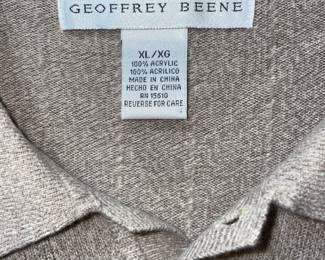 GEOFFREY BEENE
XL/XG
100% ACRYLIC
100% ACRILICO
MADE IN CHINA
HECHO EN CHINA
RN 15610
REVERSE FOR CARE